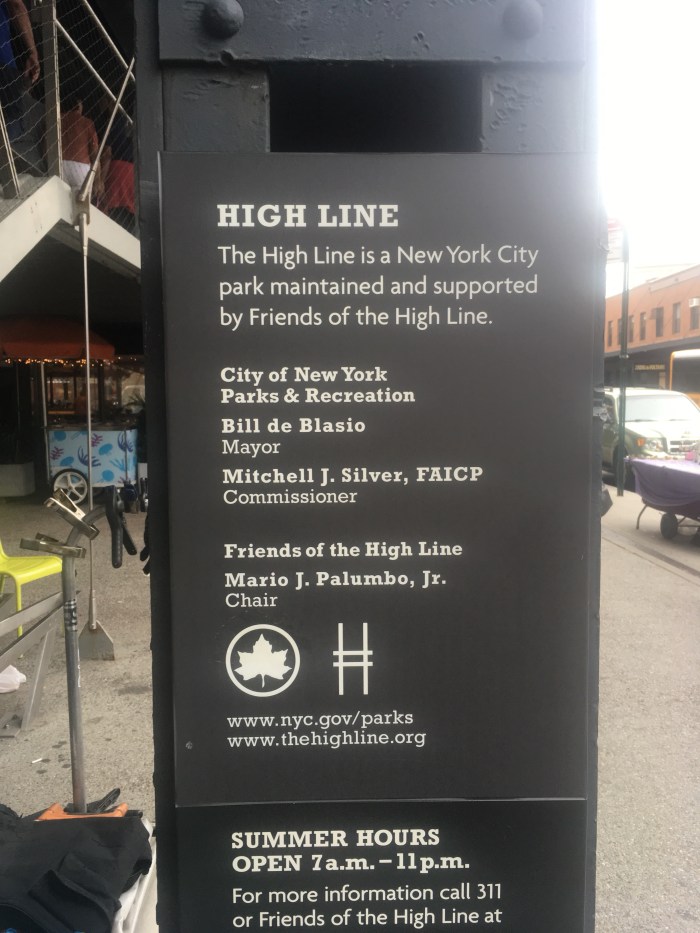 HIGH LINE
The High Line is a New York City
park maintained and supported
by Friends of the High Line.
City of New York
Parks & Recreation
Bill de Blasio
Mayor
Mitchell J. Silver, FAICP
Commissioner
Friends of the High Line
Mario J. Palumbo, Jr.
Chair
www.nyc.gov/parks
www.thehighline.org
SUMMER HOURS
OPEN 7a.m.–11p.m.
For more information call 311
or Friends of the High Line at